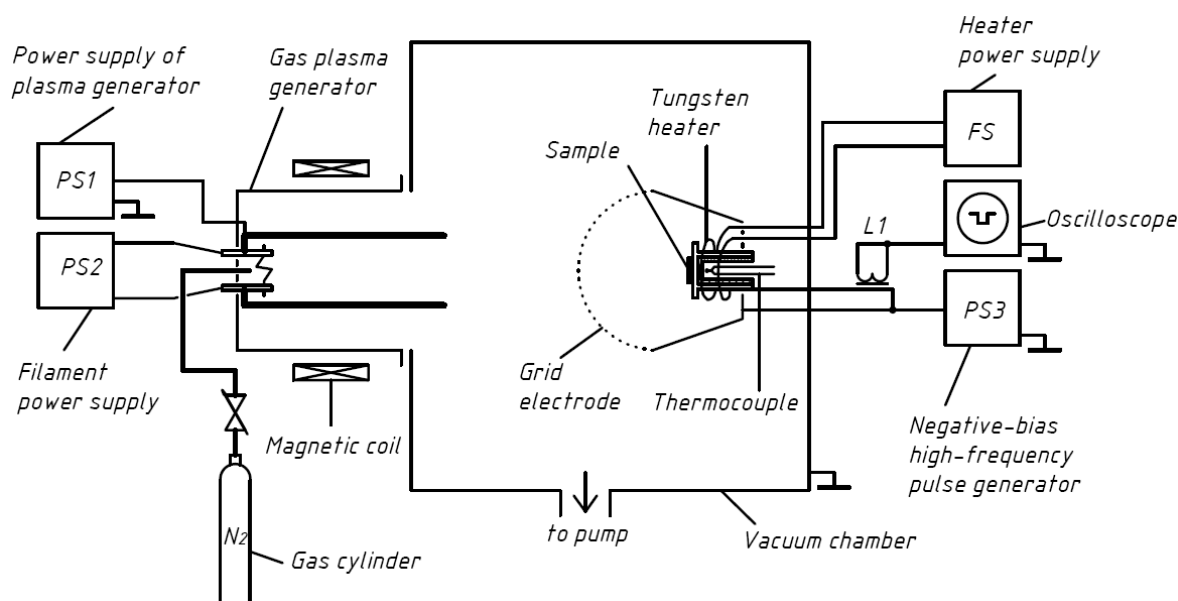 Power supply of
plasma generator
Gas plasma
generator
Heater
power supply
Tungsten
heater
Sample
FS
PS1
Oscilloscope
L1
PS2
PS3
Filament
power supply
Grid
electrode
Thermocouple
Magnetic coil
Negative-bias
high-frequency
pulse generator
to pump
Vacuum chamber
N2
Gas cylinder